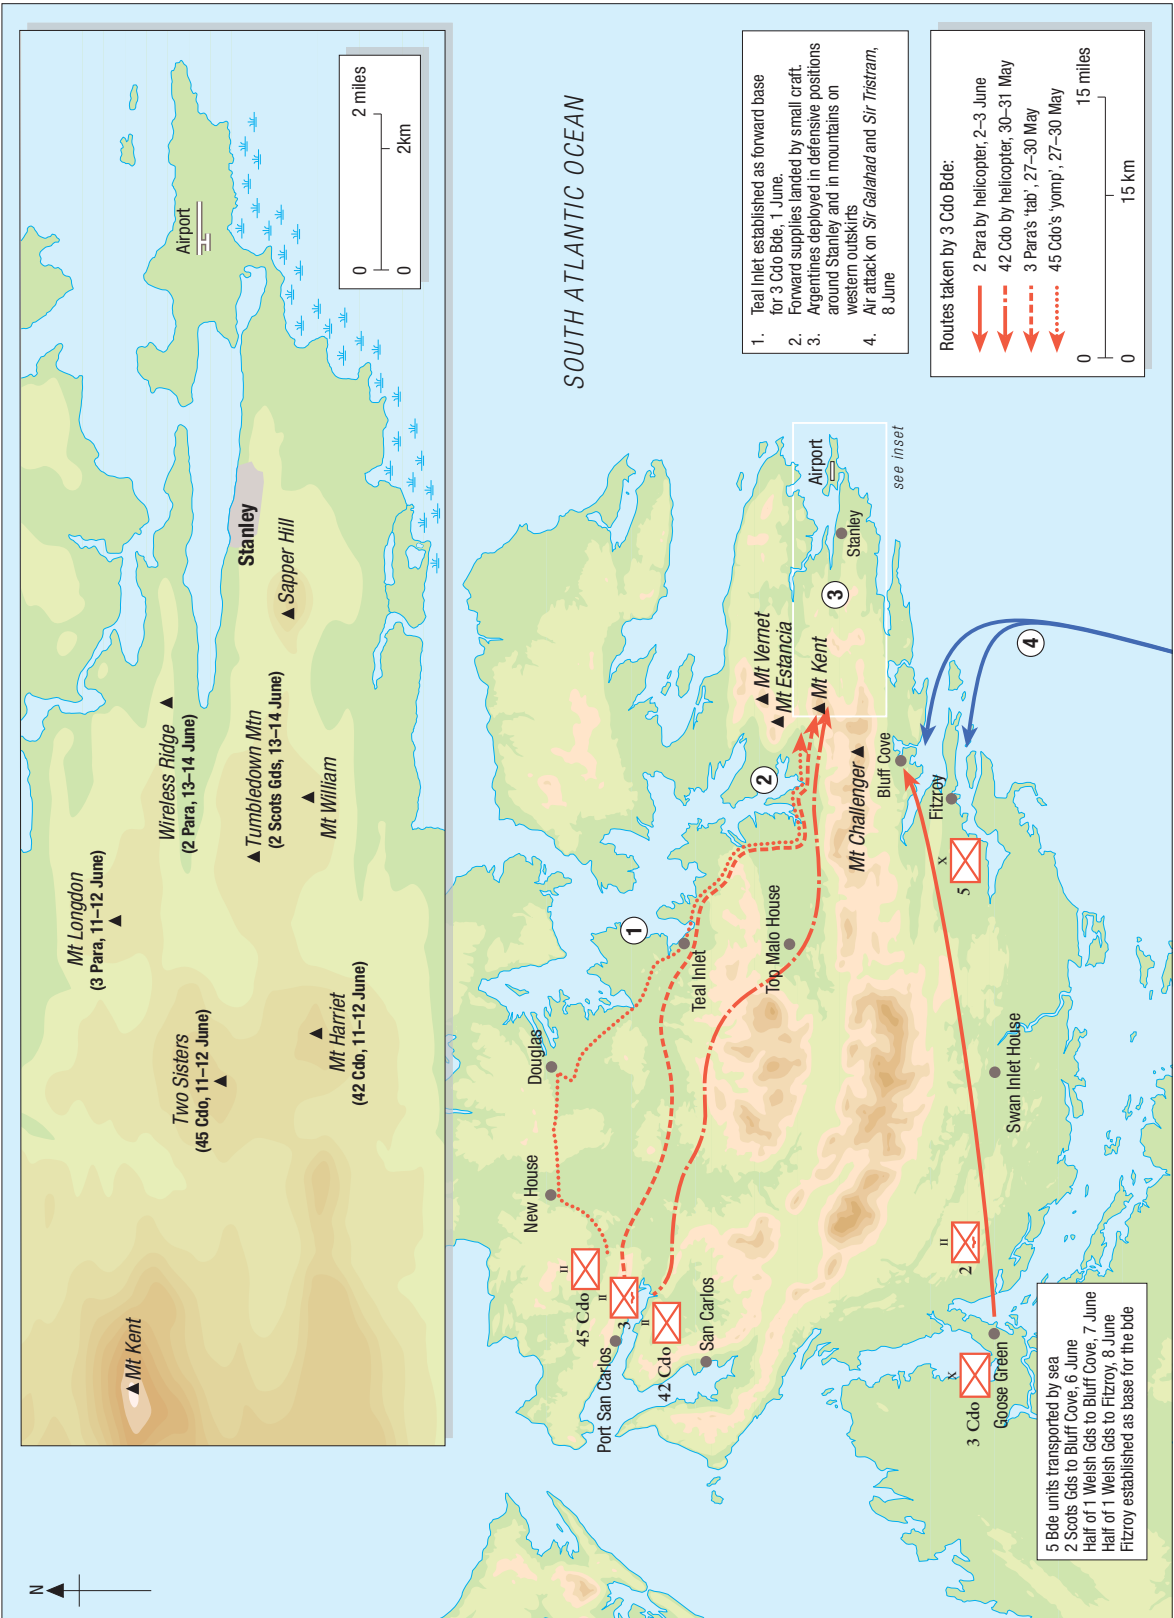 N
Mt Kent
Two Sisters
(45 Cdo, 11–12 June)
Mt Harriet
(42 Cdo, 11–12 June)
Mt Longdon
(3 Para, 11–12 June)
Wireless Ridge
(2 Para, 13–14 June)
Tumbledown Mtn
(2 Scots Gds, 13–14 June)
Mt William
Sapper Hill
Stanley
Airport
0
2 miles
0
2km
SOUTH ATLANTIC OCEAN
1. Teal Inlet established as forward base
for 3 Cdo Bde, 1 June.
2. Forward supplies landed by small craft.
3. Argentines deployed in defensive positions
around Stanley and in mountains on
western outskirts
4. Air attack on Sir Galahad and Sir Tristram,
8 June
Routes taken by 3 Cdo Bde:
2 Para by helicopter, 2–3 June
42 Cdo by helicopter, 30–31 May
3 Para's 'tab', 27–30 May
45 Cdo's 'yomp', 27–30 May
0
15 miles
0
15 km
New House
Douglas
1
Teal Inlet
Top Malo House
2
Mt Vernet
Mt Estancia
Mt Kent
3
Airport
Stanley
see inset
Mt Challenger
Bluff Cove
Fitzroy
4
X
5
II
45 Cdo
II
3
II
42 Cdo
Port San Carlos
San Carlos
Swan Inlet House
II
2
X
3 Cdo
Goose Green
5 Bde units transported by sea
2 Scots Gds to Bluff Cove, 6 June
Half of 1 Welsh Gds to Bluff Cove, 7 June
Half of 1 Welsh Gds to Fitzroy, 8 June
Fitzroy established as base for the bde